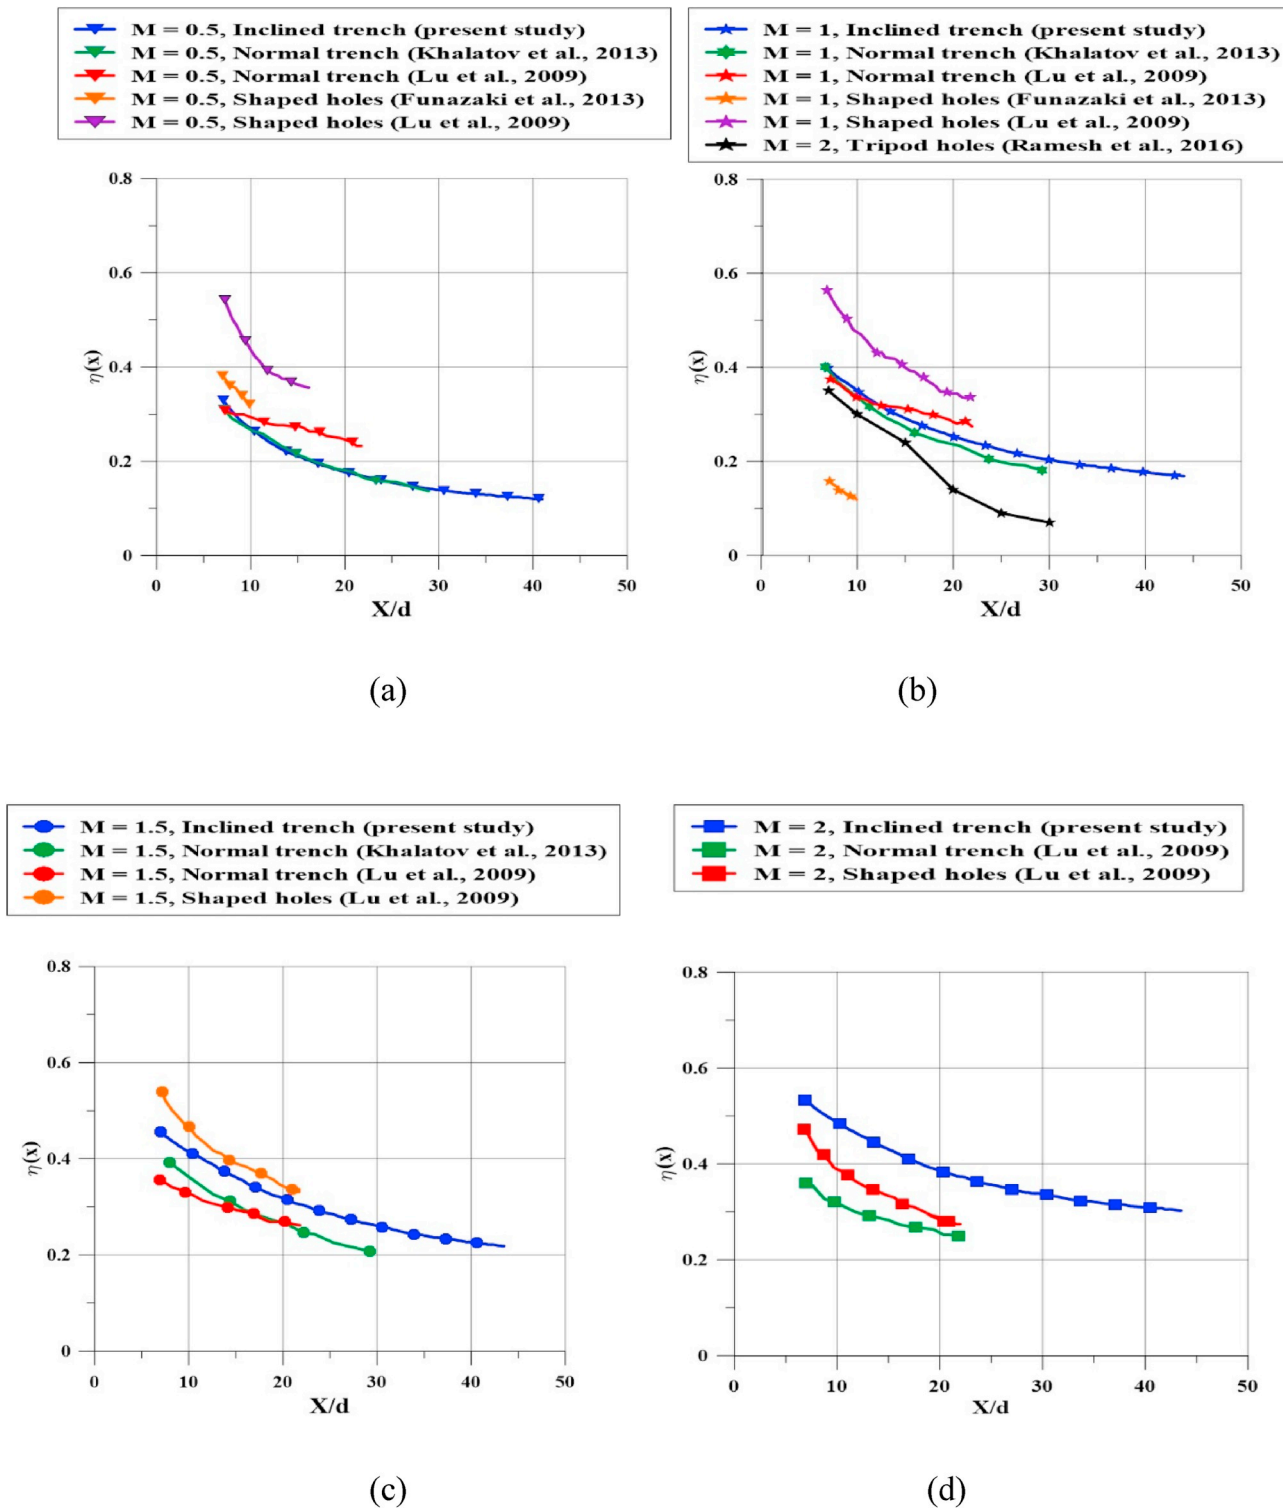 M = 0.5, Inclined trench (present study)
M = 0.5, Normal trench (Khalatov et al., 2013)
M = 0.5, Normal trench (Lu et al., 2009)
M = 0.5, Shaped holes (Funazaki et al., 2013)
M = 0.5, Shaped holes (Lu et al., 2009)
0.8
0.6
0.4
0.2
0
η(x)
0 10 20 30 40 50
X/d
(a)
M = 1, Inclined trench (present study)
M = 1, Normal trench (Khalatov et al., 2013)
M = 1, Normal trench (Lu et al., 2009)
M = 1, Shaped holes (Funazaki et al., 2013)
M = 1, Shaped holes (Lu et al., 2009)
M = 2, Tripod holes (Ramesh et al., 2016)
0.8
0.6
0.4
0.2
0
η(x)
0 10 20 30 40 50
X/d
(b)
M = 1.5, Inclined trench (present study)
M = 1.5, Normal trench (Khalatov et al., 2013)
M = 1.5, Normal trench (Lu et al., 2009)
M = 1.5, Shaped holes (Lu et al., 2009)
0.8
0.6
0.4
0.2
0
η(x)
0 10 20 30 40 50
X/d
(c)
M = 2, Inclined trench (present study)
M = 2, Normal trench (Lu et al., 2009)
M = 2, Shaped holes (Lu et al., 2009)
0.8
0.6
0.4
0.2
0
η(x)
0 10 20 30 40 50
X/d
(d)